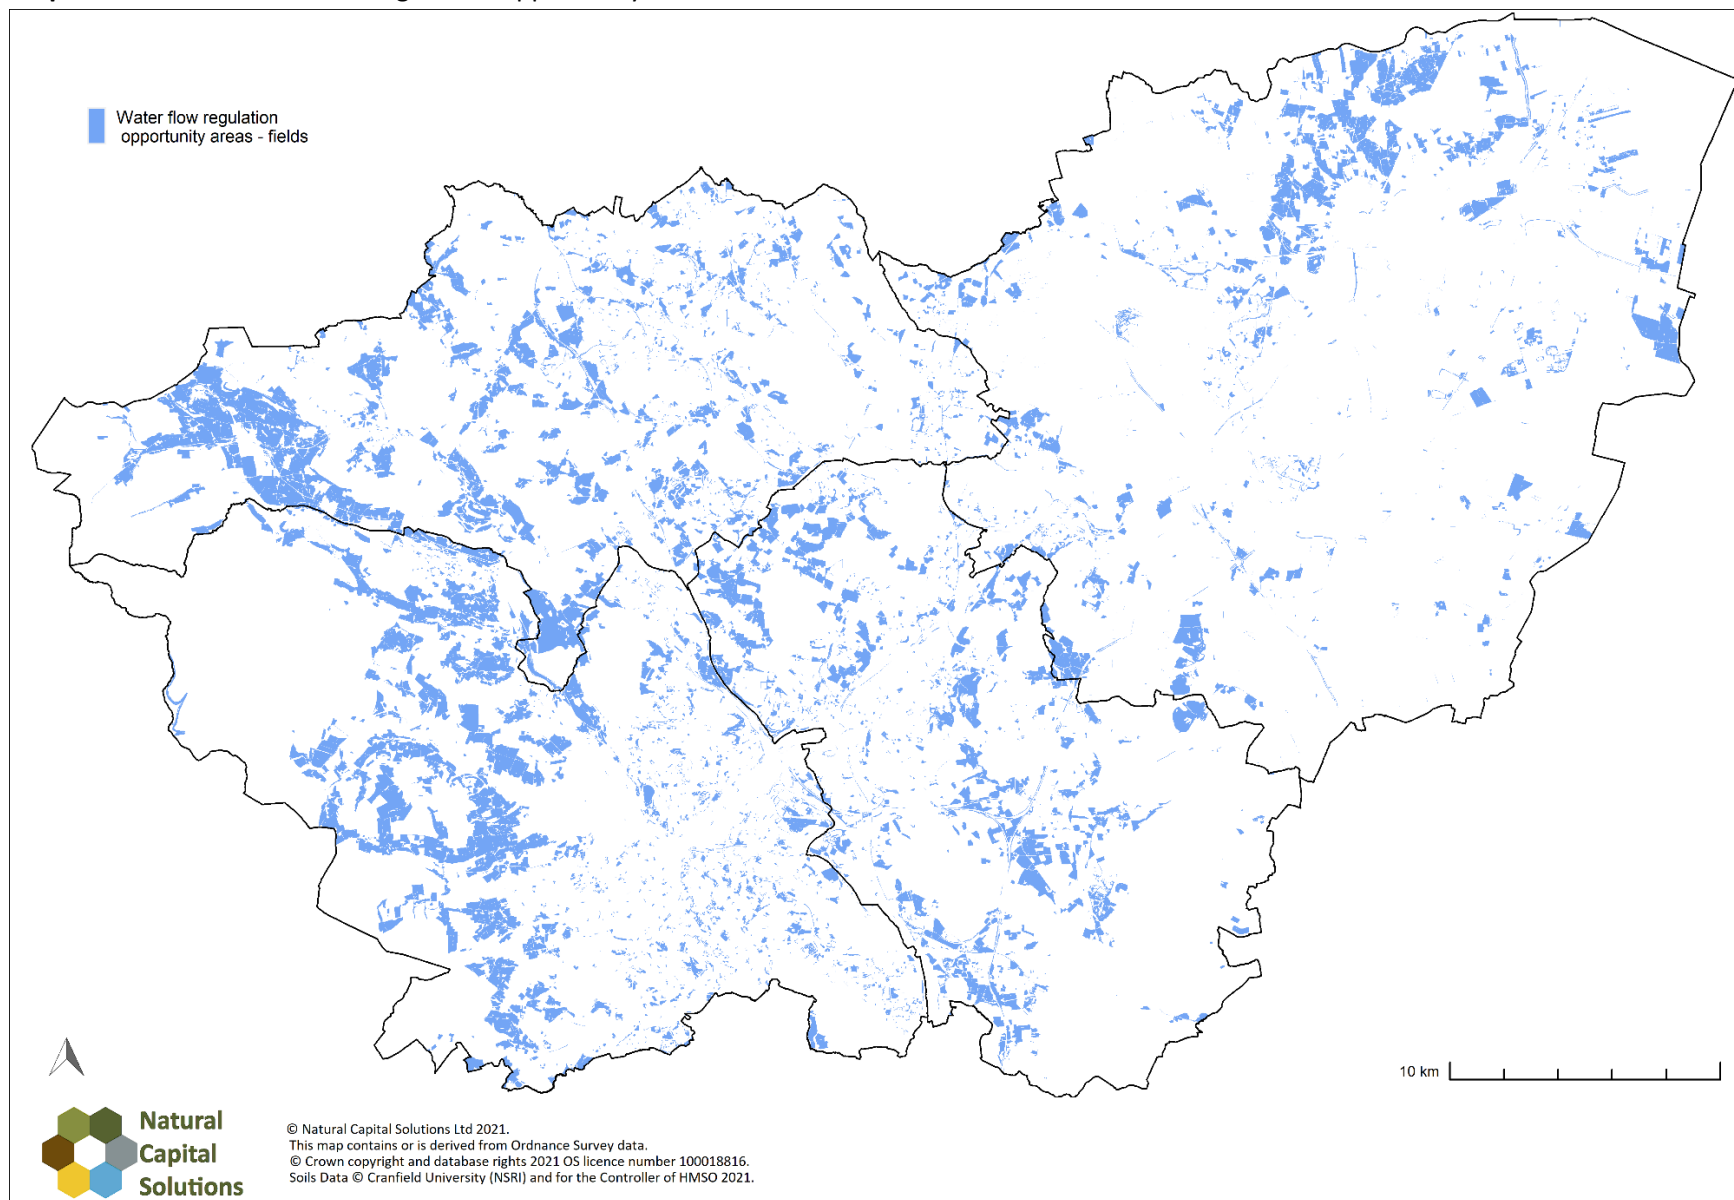 Water flow regulation
opportunity areas - fields
10 km
Natural
Capital
Solutions
© Natural Capital Solutions Ltd 2021.
This map contains or is derived from Ordnance Survey data.
© Crown copyright and database rights 2021 OS licence number 100018816.
Soils Data © Cranfield University (NSRI) and for the Controller of HMSO 2021.